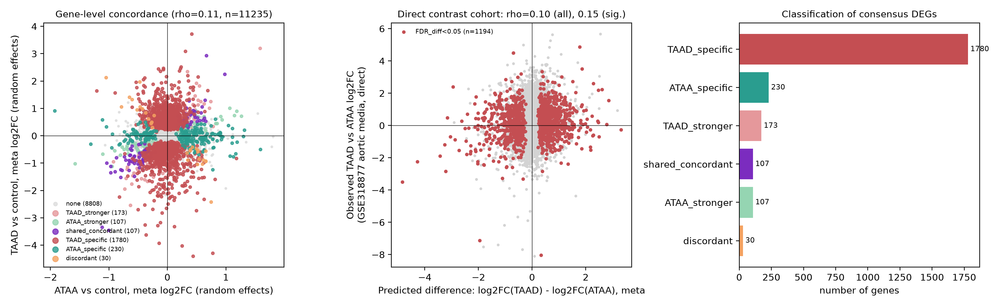 Gene-level concordance (rho=0.11, n=11235)
TAAD vs control, meta log2FC (random effects)
4
3
2
1
0
−1
−2
−3
−4
none (8808)
TAAD_stronger (173)
ATAA_stronger (107)
shared_concordant (107)
TAAD_specific (1780)
ATAA_specific (230)
discordant (30)
−2
−1
0
1
ATAA vs control, meta log2FC (random effects)
Direct contrast cohort: rho=0.10 (all), 0.15 (sig.)
Observed TAAD vs ATAA log2FC
(GSE318877 aortic media, direct)
6
4
2
0
−2
−4
−6
−8
FDR_diff<0.05 (n=1194)
−4
−2
0
2
Predicted difference: log2FC(TAAD) - log2FC(ATAA), meta
Classification of consensus DEGs
TAAD_specific
1780
ATAA_specific
230
TAAD_stronger
173
shared_concordant
107
ATAA_stronger
107
discordant
30
0
250
500
750
1000
1250
1500
1750
number of genes